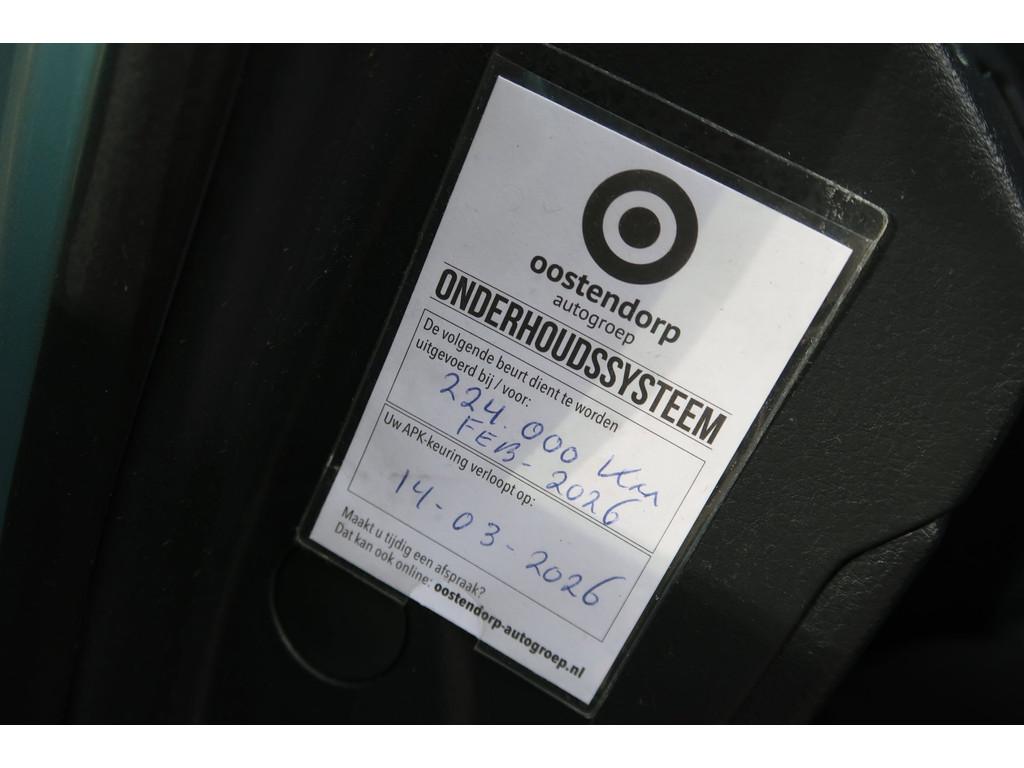 oostendorp
autogroep
ONDERHOUDSSYSTEEM
De volgende beurt dient te worden
uitgevoerd bij / voor:
224.000 Km
FEB - 2026
Uw APK-keuring verloopt op:
14-03-2026
Maakt u tijdig een afspraak?
Dat kan ook online: oostendorp-autogroep.nl